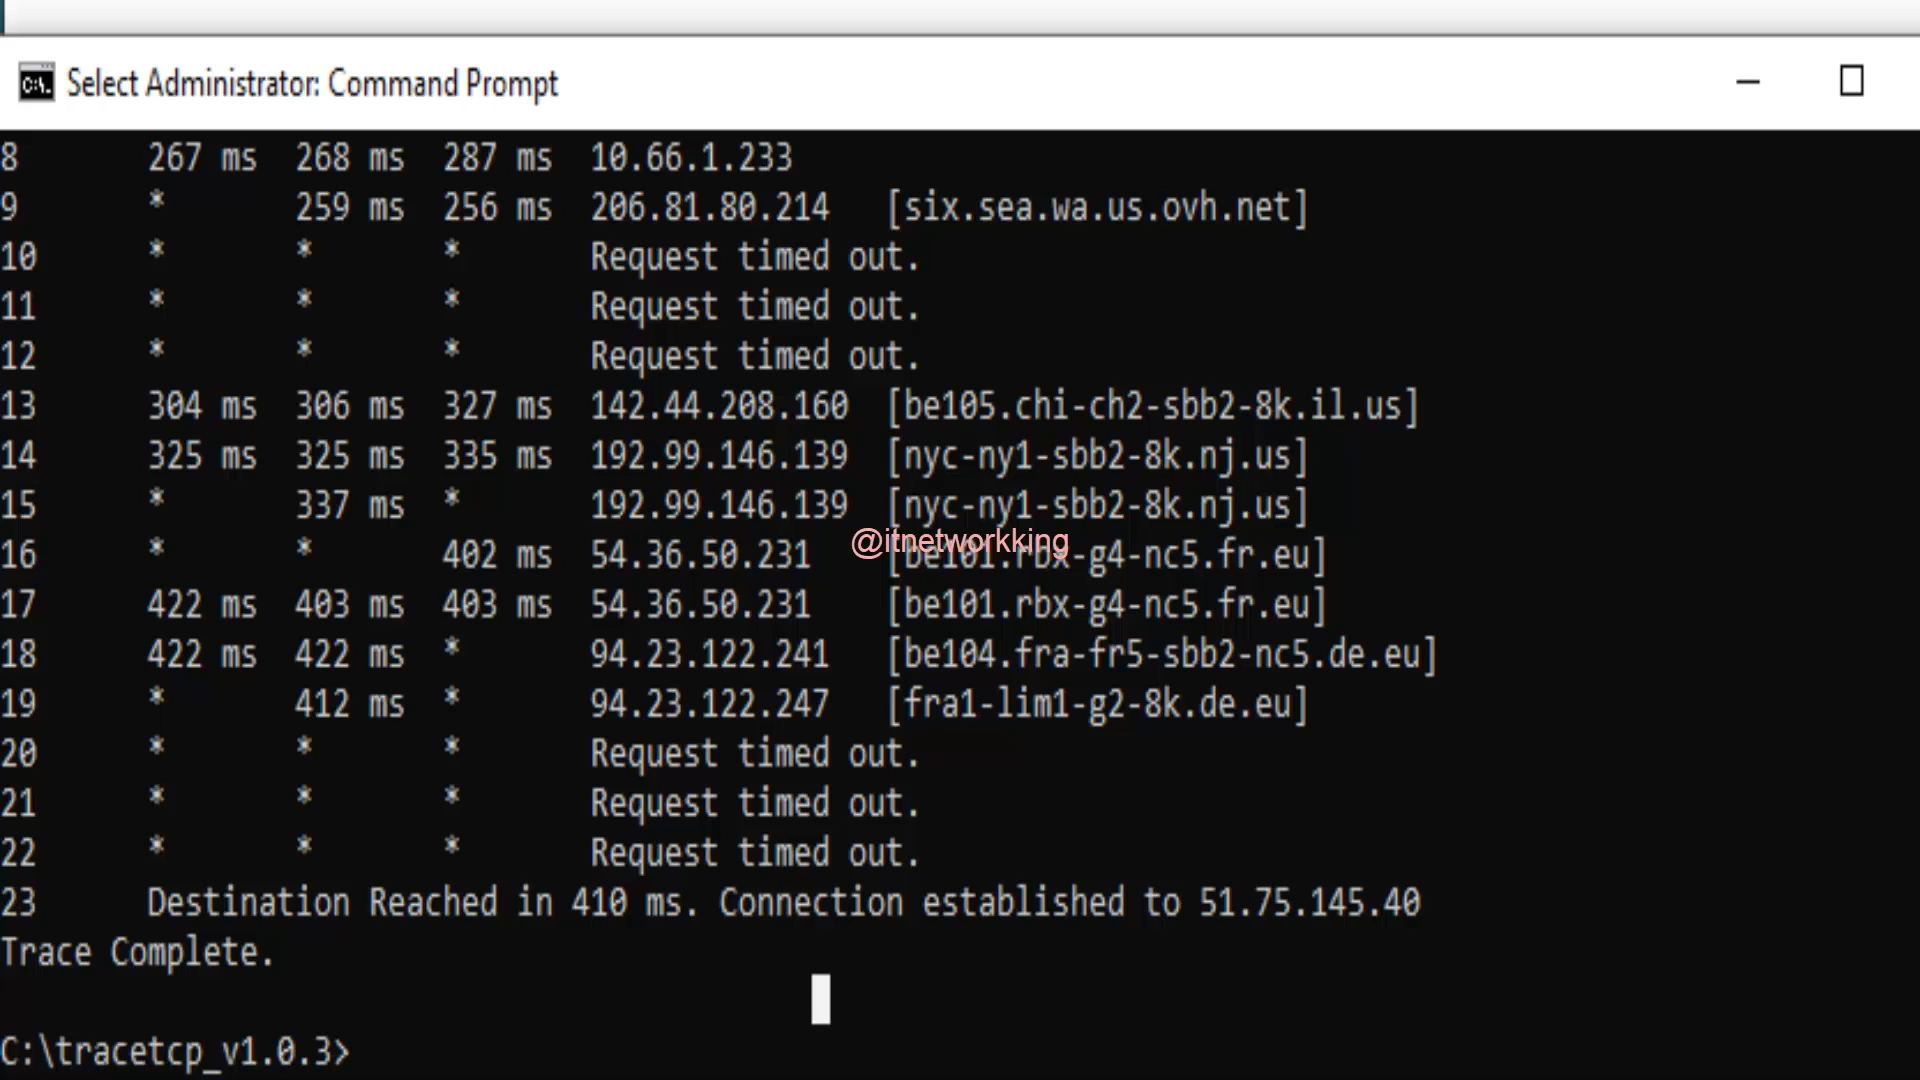 Select Administrator: Command Prompt
8 267 ms 268 ms 287 ms 10.66.1.233
9 * 259 ms 256 ms 206.81.80.214 [six.sea.wa.us.ovh.net]
10 * * * Request timed out.
11 * * * Request timed out.
12 * * * Request timed out.
13 304 ms 306 ms 327 ms 142.44.208.160 [be105.chi-ch2-sbb2-8k.il.us]
14 325 ms 325 ms 335 ms 192.99.146.139 [nyc-ny1-sbb2-8k.nj.us]
15 * 337 ms * 192.99.146.139 [nyc-ny1-sbb2-8k.nj.us]
@itnetworkking
16 * * 402 ms 54.36.50.231 [be101.rbx-g4-nc5.fr.eu]
17 422 ms 403 ms 403 ms 54.36.50.231 [be101.rbx-g4-nc5.fr.eu]
18 422 ms 422 ms * 94.23.122.241 [be104.fra-fr5-sbb2-nc5.de.eu]
19 * 412 ms * 94.23.122.247 [fra1-lim1-g2-8k.de.eu]
20 * * * Request timed out.
21 * * * Request timed out.
22 * * * Request timed out.
23 Destination Reached in 410 ms. Connection established to 51.75.145.40
Trace Complete.
C:\tracetcp_v1.0.3>